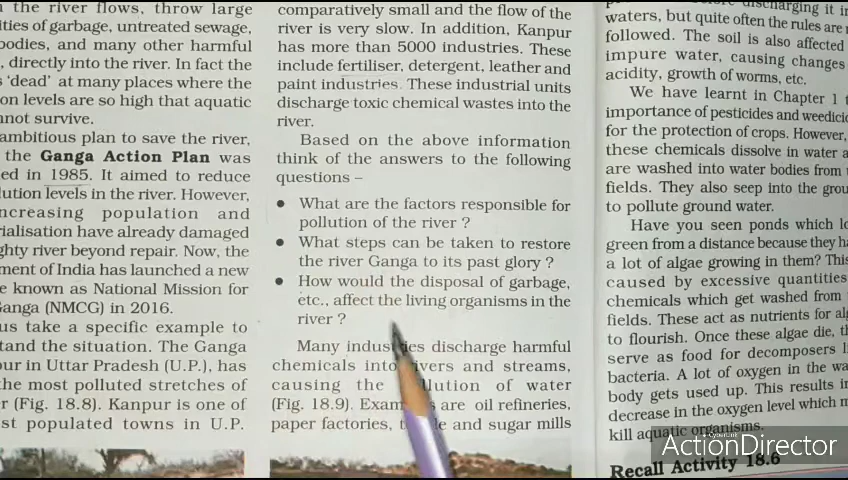 the river flows, throw large
ities of garbage, untreated sewage,
bodies, and many other harmful
, directly into the river. In fact the
s 'dead' at many places where the
on levels are so high that aquatic
nnot survive.
ambitious plan to save the river,
the Ganga Action Plan was
ed in 1985. It aimed to reduce
lution levels in the river. However,
ncreasing population and
rialisation have already damaged
ghty river beyond repair. Now, the
ment of India has launched a new
e known as National Mission for
Ganga (NMCG) in 2016.
us take a specific example to
tand the situation. The Ganga
pur in Uttar Pradesh (U.P.), has
the most polluted stretches of
r (Fig. 18.8). Kanpur is one of
st populated towns in U.P.
comparatively small and the flow of
the river is very slow. In addition, Kanpur
has more than 5000 industries. These
include fertiliser, detergent, leather and
paint industries. These industrial units
discharge toxic chemical wastes into the
river.
Based on the above information
think of the answers to the following
questions –
• What are the factors responsible for
pollution of the river ?
• What steps can be taken to restore
the river Ganga to its past glory ?
• How would the disposal of garbage,
etc., affect the living organisms in the
river ?
Many industries discharge harmful
chemicals into rivers and streams,
causing the pollution of water
(Fig. 18.9). Examples are oil refineries,
paper factories, textile and sugar mills
discharging it in
waters, but quite often the rules are
followed. The soil is also affected
impure water, causing changes
acidity, growth of worms, etc.
We have learnt in Chapter 1
importance of pesticides and weedicid
for the protection of crops. However,
these chemicals dissolve in water a
are washed into water bodies from
fields. They also seep into the grou
to pollute ground water.
Have you seen ponds which lo
green from a distance because they ha
a lot of algae growing in them? This
caused by excessive quantities
chemicals which get washed from
fields. These act as nutrients for alg
to flourish. Once these algae die, th
serve as food for decomposers li
bacteria. A lot of oxygen in the wa
body gets used up. This results in
decrease in the oxygen level which m
kill aquatic organisms.
CyberLink
ActionDirector
Recall Activity 18.6